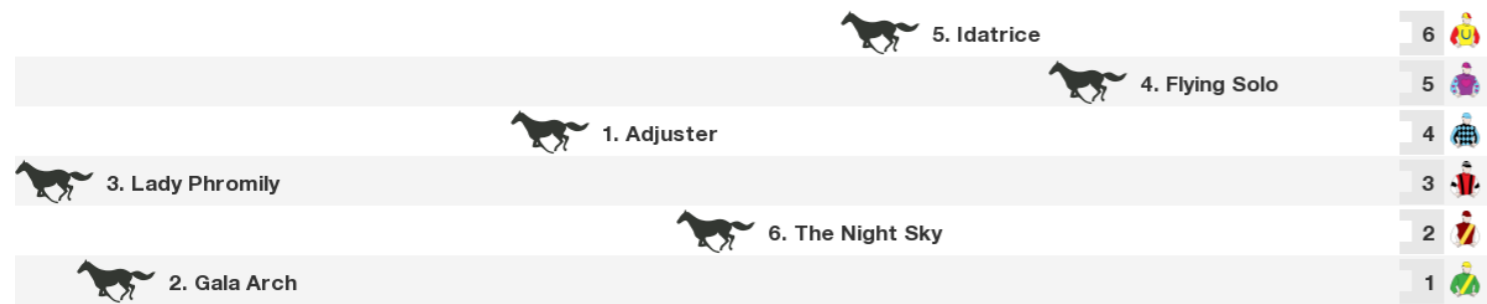 5. Idatrice 6
4. Flying Solo 5
1. Adjuster 4
3. Lady Phromily 3
6. The Night Sky 2
2. Gala Arch 1